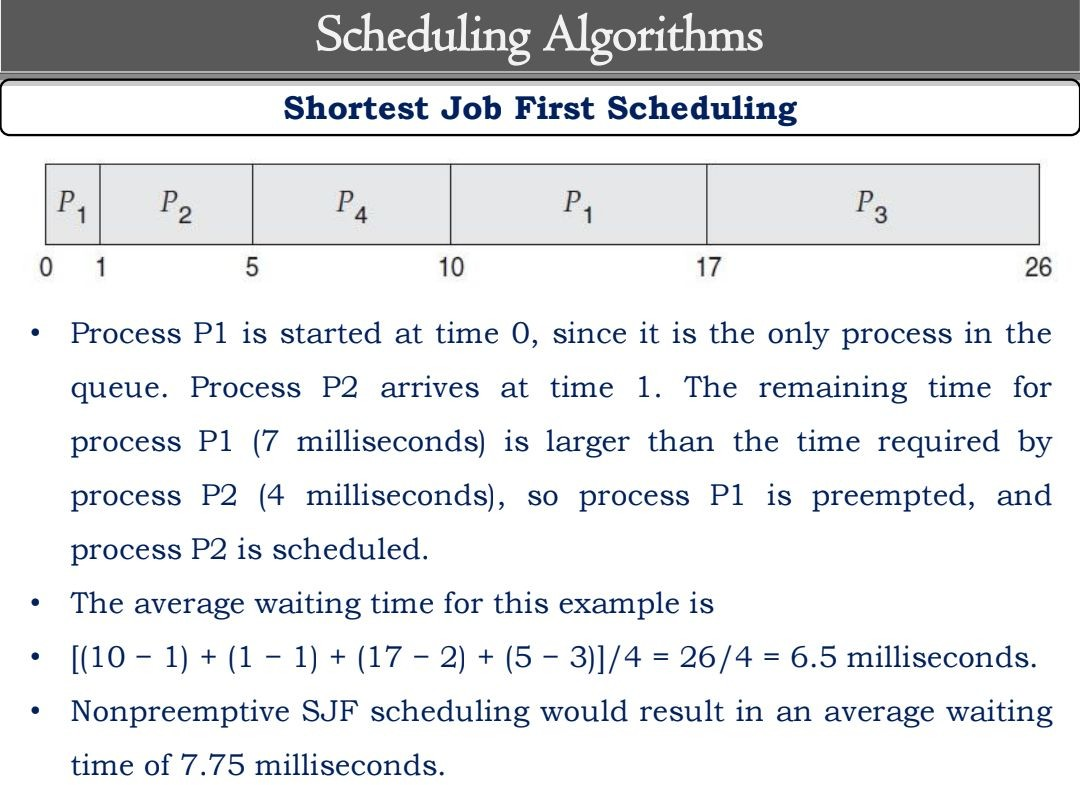 Scheduling Algorithms
Shortest Job First Scheduling
P1 P2 P4 P1 P3
0 1 5 10 17 26
• Process P1 is started at time 0, since it is the only process in the
queue. Process P2 arrives at time 1. The remaining time for
process P1 (7 milliseconds) is larger than the time required by
process P2 (4 milliseconds), so process P1 is preempted, and
process P2 is scheduled.
• The average waiting time for this example is
• [(10 − 1) + (1 − 1) + (17 − 2) + (5 − 3)]/4 = 26/4 = 6.5 milliseconds.
• Nonpreemptive SJF scheduling would result in an average waiting
time of 7.75 milliseconds.